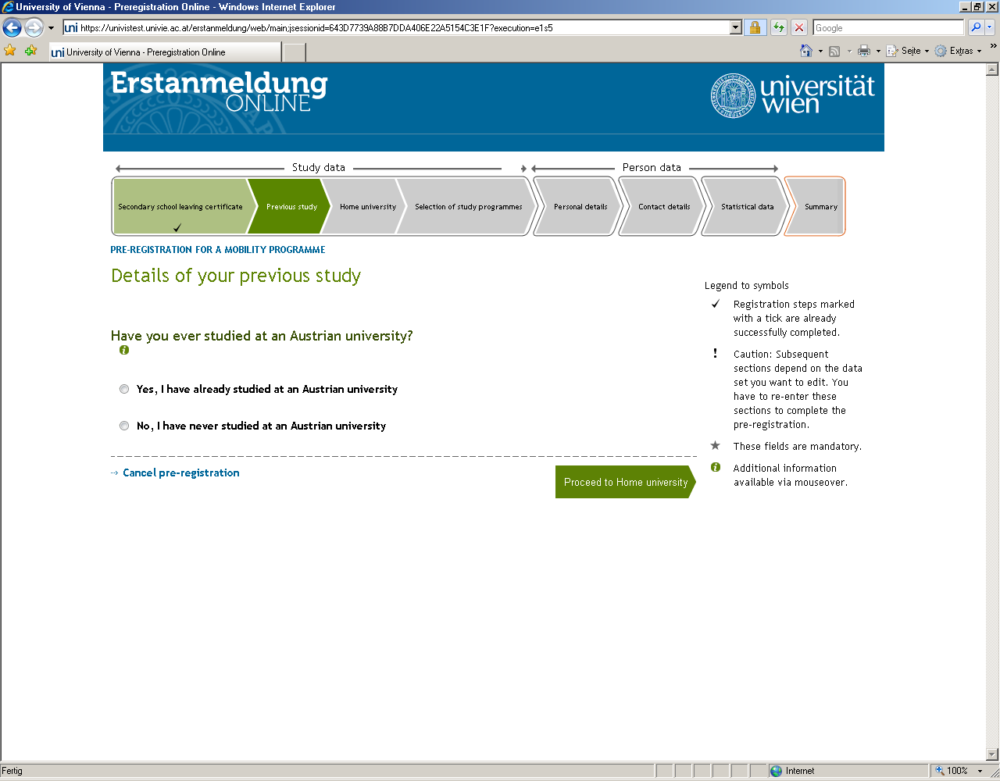 University of Vienna - Preregistration Online - Windows Internet Explorer
uni https://univistest.univie.ac.at/erstanmeldung/web/main;jsessionid=643D7739A88B7DDA406E22A5154C3E1F?execution=e1s5
Google
uni University of Vienna - Preregistration Online
Seite
Extras
Erstanmeldung
ONLINE
universität
wien
Study data
Person data
Secondary school leaving certificate
Previous study
Home university
Selection of study programmes
Personal details
Contact details
Statistical data
Summary
PRE-REGISTRATION FOR A MOBILITY PROGRAMME
Details of your previous study
Have you ever studied at an Austrian university?
Yes, I have already studied at an Austrian university
No, I have never studied at an Austrian university
Cancel pre-registration
Proceed to Home university
Legend to symbols
Registration steps marked
with a tick are already
successfully completed.
! Caution: Subsequent
sections depend on the data
set you want to edit. You
have to re-enter these
sections to complete the
pre-registration.
These fields are mandatory.
Additional information
available via mouseover.
Fertig
Internet
100%